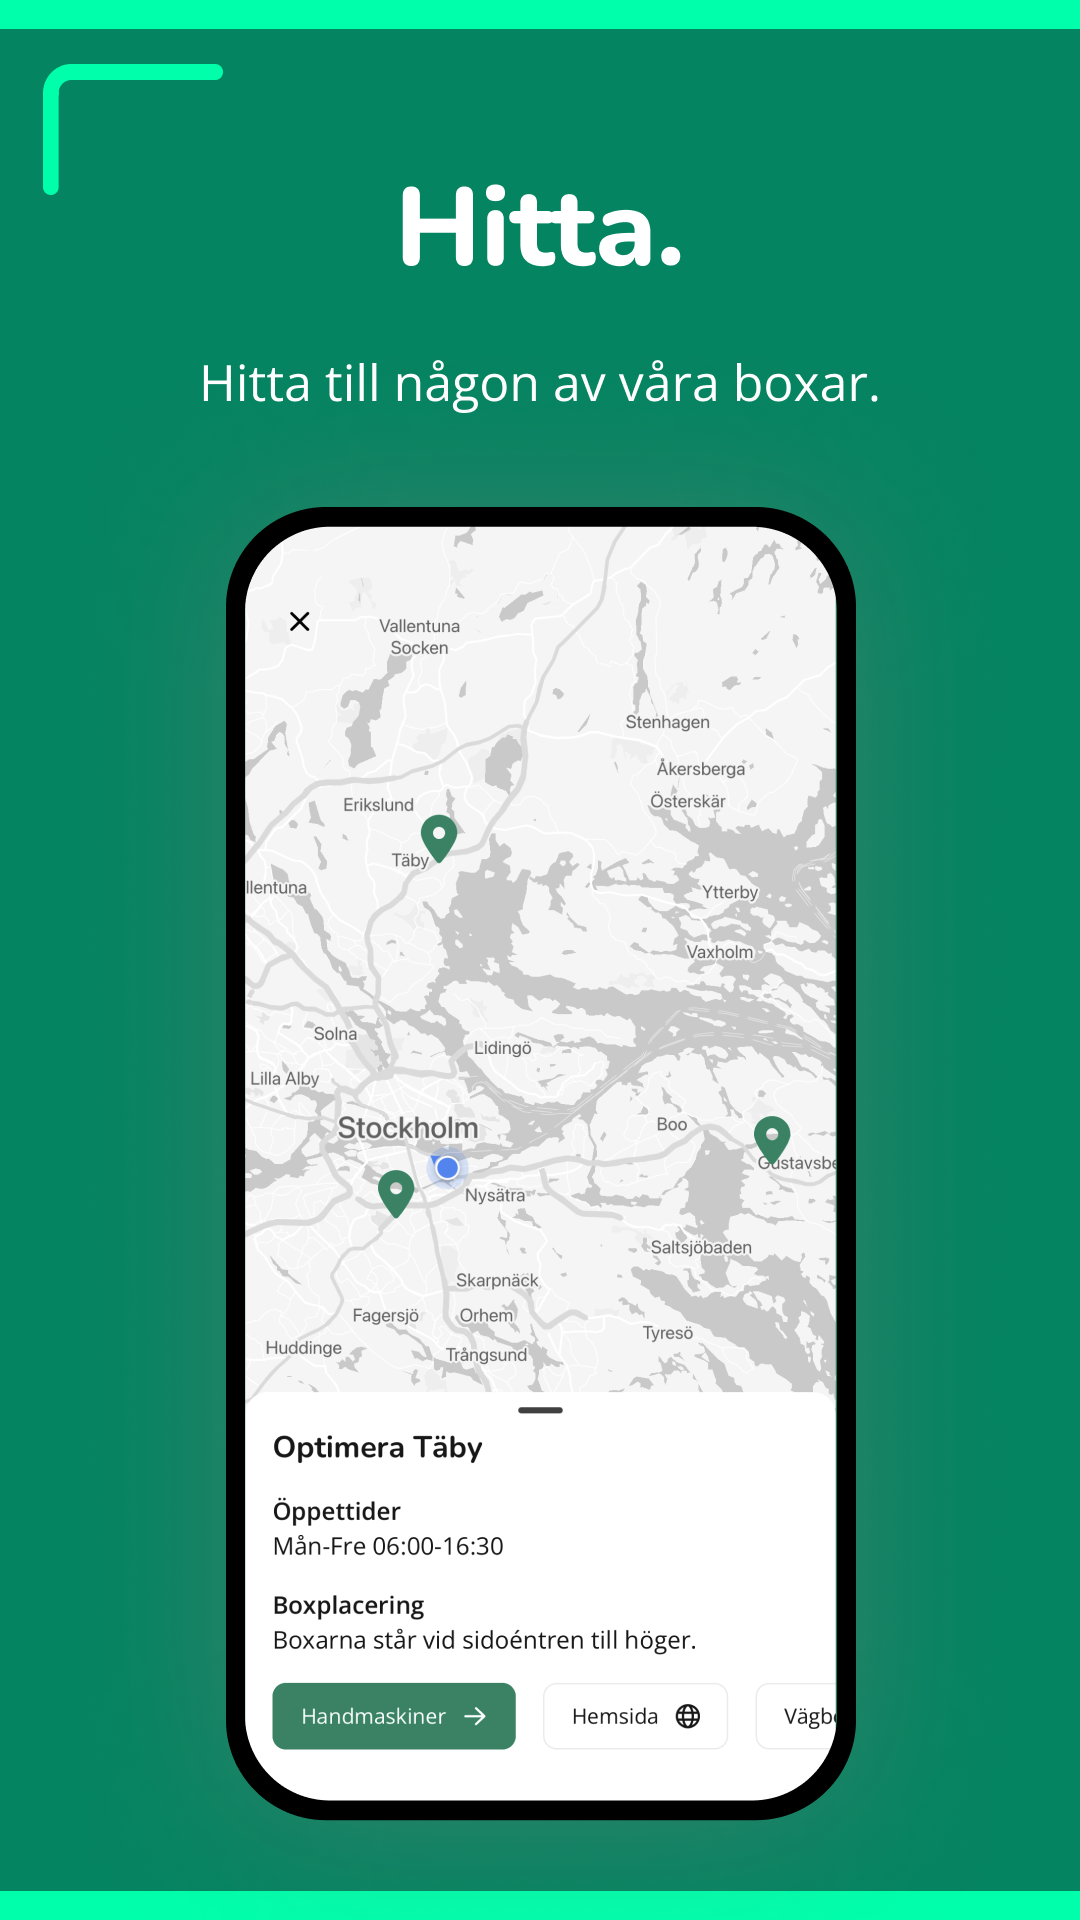 Hitta.
Hitta till någon av våra boxar.
Vallentuna
Socken
Stenhagen
Åkersberga
Österskär
Erikslund
Täby
llentuna
Ytterby
Vaxholm
Solna
Lidingö
Lilla Alby
Stockholm
Boo
Gustavsbe
Nysätra
Saltsjöbaden
Skarpnäck
Fagersjö
Orhem
Tyresö
Huddinge
Trångsund
Optimera Täby
Öppettider
Mån-Fre 06:00-16:30
Boxplacering
Boxarna står vid sidoéntren till höger.
Handmaskiner
Hemsida
Vägb